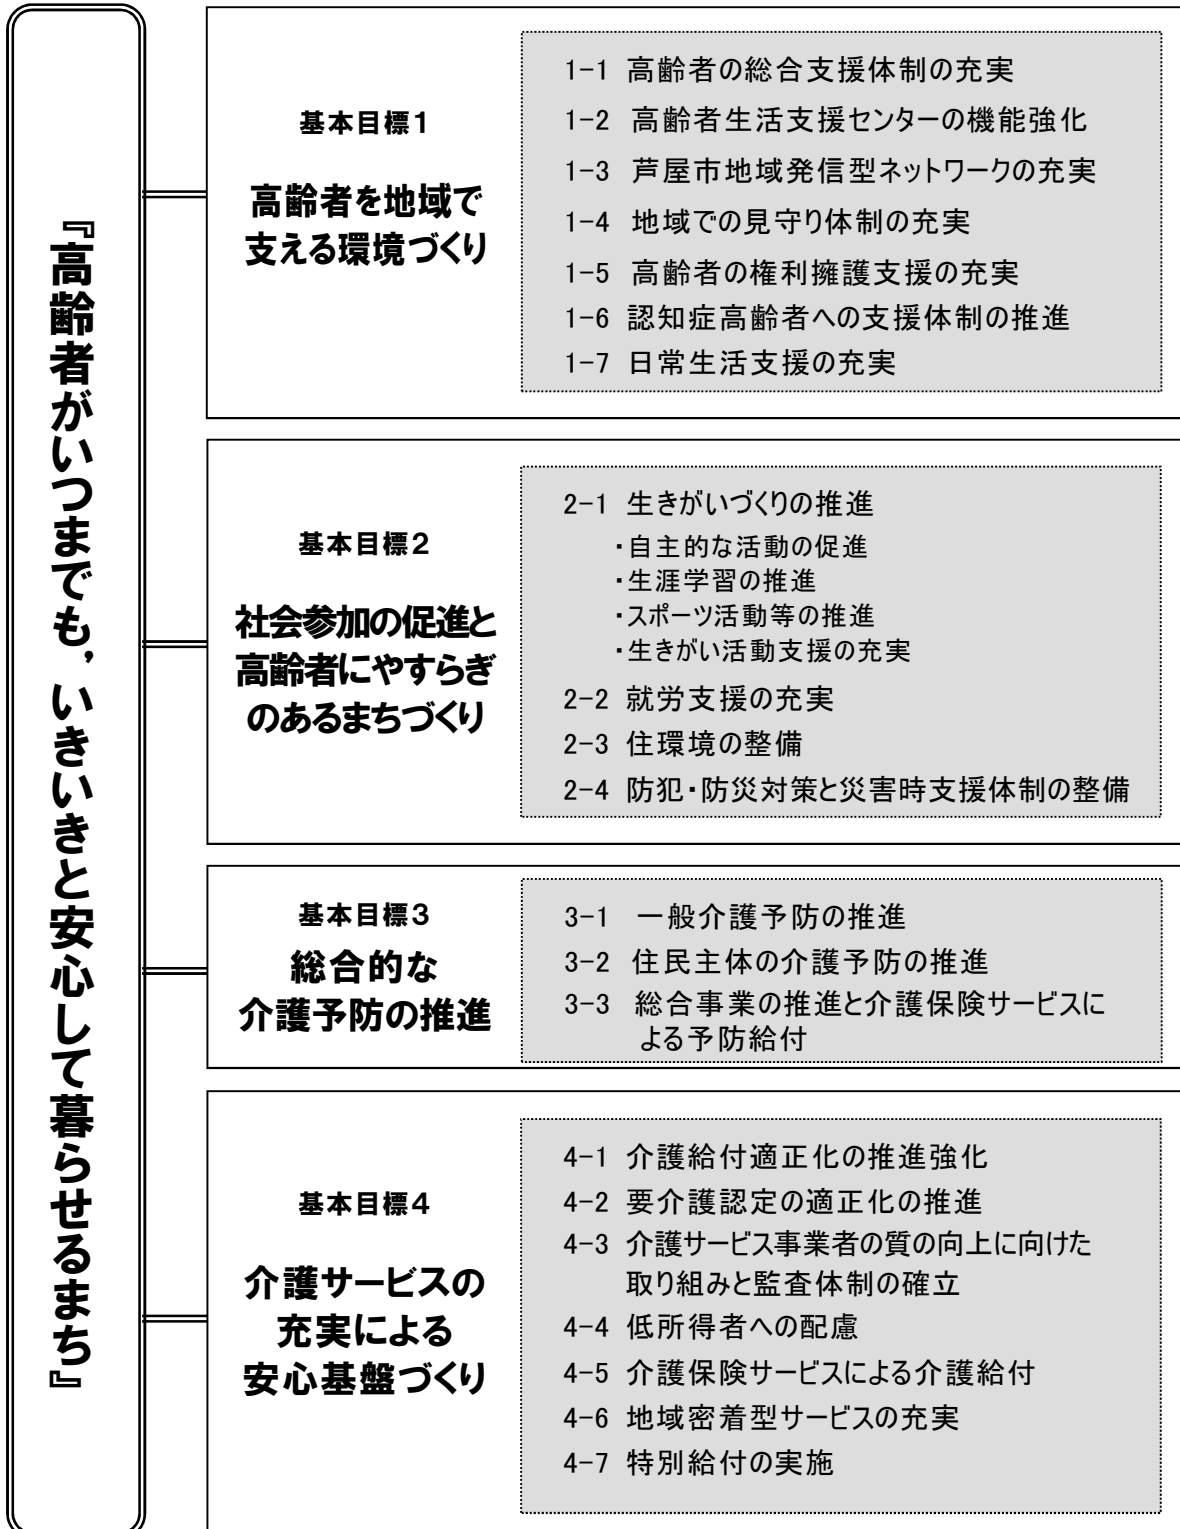 『高齢者がいつまでも，いきいきと安心して暮らせるまち』
基本目標１
高齢者を地域で
支える環境づくり
1-1 高齢者の総合支援体制の充実
1-2 高齢者生活支援センターの機能強化
1-3 芦屋市地域発信型ネットワークの充実
1-4 地域での見守り体制の充実
1-5 高齢者の権利擁護支援の充実
1-6 認知症高齢者への支援体制の推進
1-7 日常生活支援の充実
基本目標２
社会参加の促進と
高齢者にやすらぎ
のあるまちづくり
2-1 生きがいづくりの推進
・自主的な活動の促進
・生涯学習の推進
・スポーツ活動等の推進
・生きがい活動支援の充実
2-2 就労支援の充実
2-3 住環境の整備
2-4 防犯・防災対策と災害時支援体制の整備
基本目標３
総合的な
介護予防の推進
3-1 一般介護予防の推進
3-2 住民主体の介護予防の推進
3-3 総合事業の推進と介護保険サービスに
よる予防給付
基本目標４
介護サービスの
充実による
安心基盤づくり
4-1 介護給付適正化の推進強化
4-2 要介護認定の適正化の推進
4-3 介護サービス事業者の質の向上に向けた
取り組みと監査体制の確立
4-4 低所得者への配慮
4-5 介護保険サービスによる介護給付
4-6 地域密着型サービスの充実
4-7 特別給付の実施